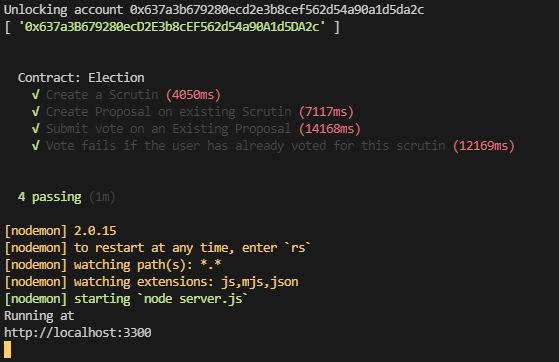 Unlocking account 0x637a3b679280ecd2e3b8cef562d54a90a1d5da2c
[ '0x637a3B679280ecD2E3b8cEF562d54a90A1d5DA2c' ]
Contract: Election
√ Create a Scrutin (4050ms)
√ Create Proposal on existing Scrutin (7117ms)
√ Submit vote on an Existing Proposal (14168ms)
√ Vote fails if the user has already voted for this scrutin (12169ms)
4 passing (1m)
[nodemon] 2.0.15
[nodemon] to restart at any time, enter `rs`
[nodemon] watching path(s): *.*
[nodemon] watching extensions: js,mjs,json
[nodemon] starting `node server.js`
Running at
http://localhost:3300